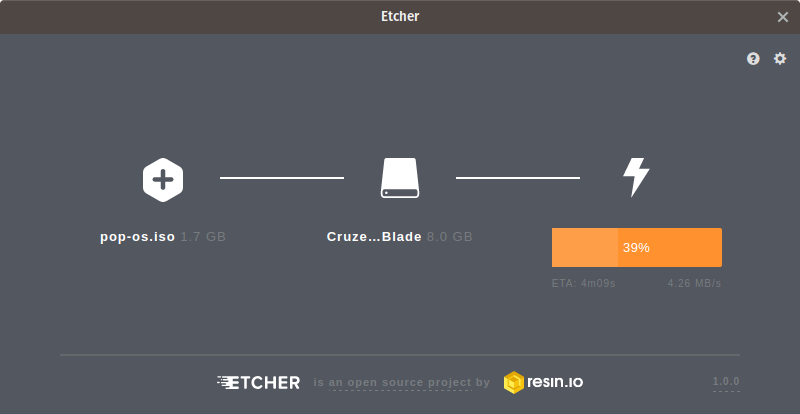 Etcher
pop-os.iso 1.7 GB
Cruze...Blade 8.0 GB
39%
ETA: 4m09s 4.26 MB/s
ETCHER is an open source project by resin.io 1.0.0